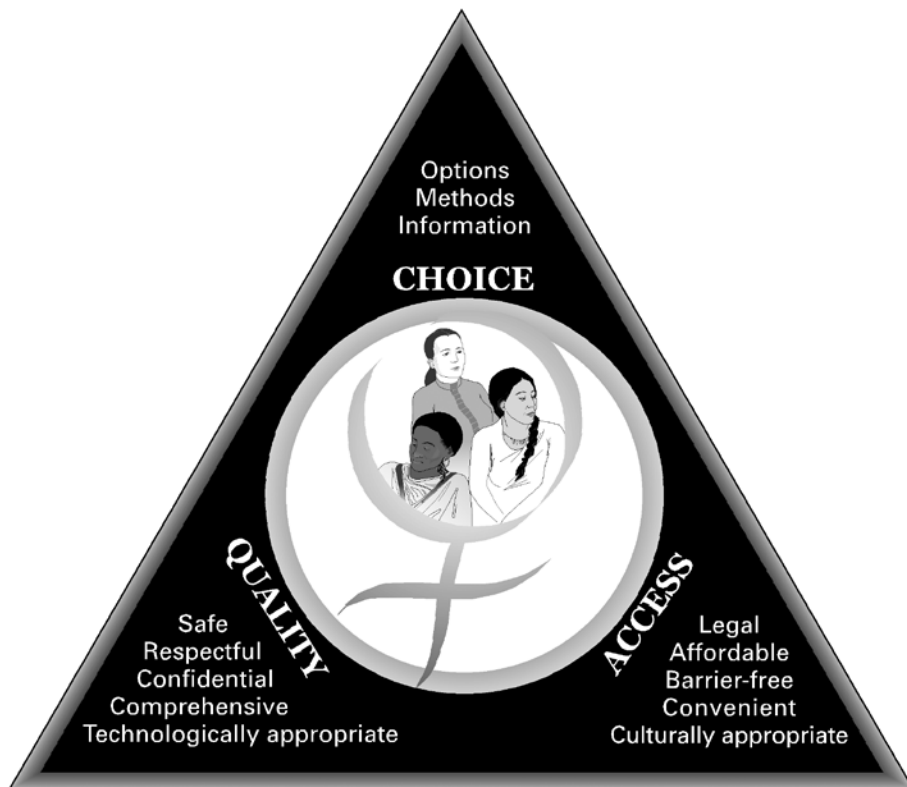 Options
Methods
Information
CHOICE
QUALITY
Safe
Respectful
Confidential
Comprehensive
Technologically appropriate
ACCESS
Legal
Affordable
Barrier-free
Convenient
Culturally appropriate